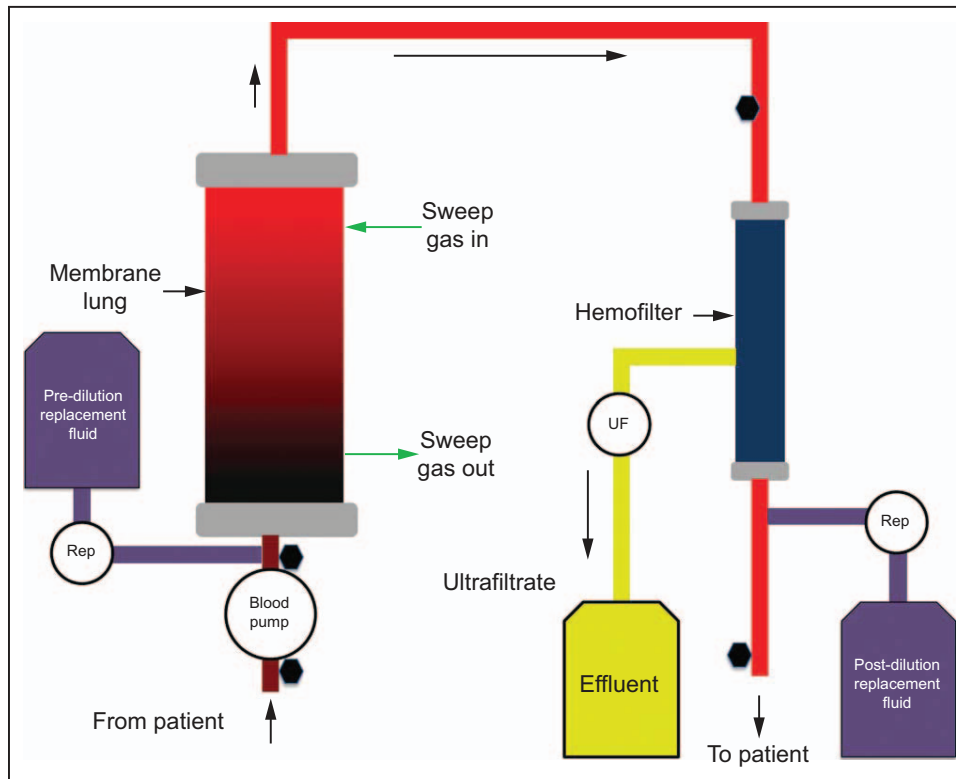 Sweep
gas in
Membrane
lung
Hemofilter
Pre-dilution
replacement
fluid
UF
Sweep
gas out
Rep
Rep
Ultrafiltrate
Blood
pump
Effluent
Post-dilution
replacement
fluid
From patient
To patient